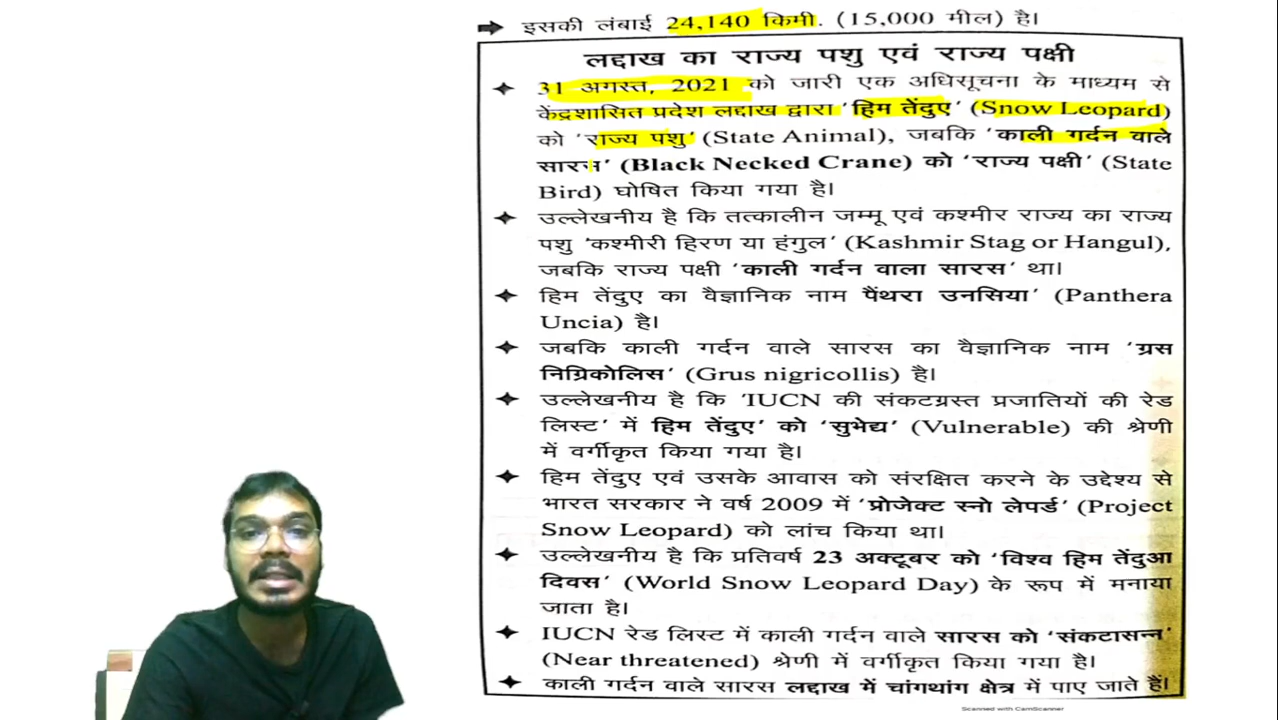 ➡ इसकी लंबाई 24,140 किमी. (15,000 मील) है।
लद्दाख का राज्य पशु एवं राज्य पक्षी
✦ 31 अगस्त, 2021 को जारी एक अधिसूचना के माध्यम से
केंद्रशासित प्रदेश लद्दाख द्वारा 'हिम तेंदुए' (Snow Leopard)
को 'राज्य पशु' (State Animal), जबकि 'काली गर्दन वाले
सारस' (Black Necked Crane) को 'राज्य पक्षी' (State
Bird) घोषित किया गया है।
✦ उल्लेखनीय है कि तत्कालीन जम्मू एवं कश्मीर राज्य का राज्य
पशु 'कश्मीरी हिरण या हंगुल' (Kashmir Stag or Hangul),
जबकि राज्य पक्षी 'काली गर्दन वाला सारस' था।
✦ हिम तेंदुए का वैज्ञानिक नाम पैंथरा उनसिया' (Panthera
Uncia) है।
✦ जबकि काली गर्दन वाले सारस का वैज्ञानिक नाम 'ग्रस
निग्रिकोलिस' (Grus nigricollis) है।
✦ उल्लेखनीय है कि 'IUCN की संकटग्रस्त प्रजातियों की रेड
लिस्ट' में हिम तेंदुए' को 'सुभेद्य' (Vulnerable) की श्रेणी
में वर्गीकृत किया गया है।
✦ हिम तेंदुए एवं उसके आवास को संरक्षित करने के उद्देश्य से
भारत सरकार ने वर्ष 2009 में 'प्रोजेक्ट स्नो लेपर्ड' (Project
Snow Leopard) को लांच किया था।
✦ उल्लेखनीय है कि प्रतिवर्ष 23 अक्टूबर को 'विश्व हिम तेंदुआ
दिवस' (World Snow Leopard Day) के रूप में मनाया
जाता है।
✦ IUCN रेड लिस्ट में काली गर्दन वाले सारस को 'संकटासन्न'
(Near threatened) श्रेणी में वर्गीकृत किया गया है।
✦ काली गर्दन वाले सारस लद्दाख में चांगथांग क्षेत्र में पाए जाते हैं।
Scanned with CamScanner